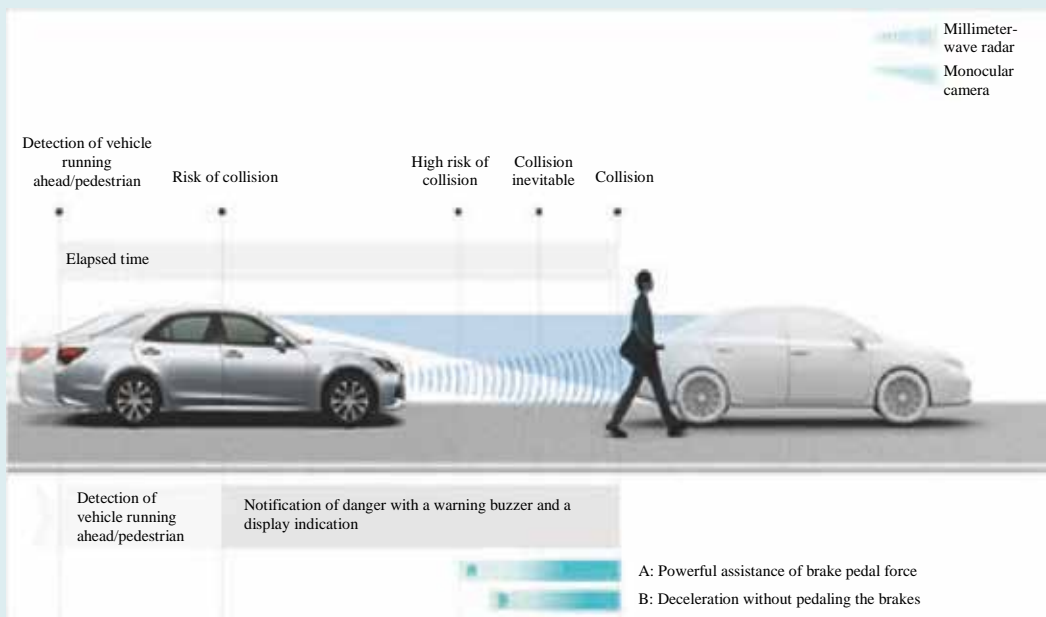 Millimeter-
wave radar
Monocular
camera
Detection of vehicle
running
ahead/pedestrian
Risk of collision
High risk of
collision
Collision
inevitable
Collision
Elapsed time
Detection of
vehicle running
ahead/pedestrian
Notification of danger with a warning buzzer and a
display indication
A: Powerful assistance of brake pedal force
B: Deceleration without pedaling the brakes